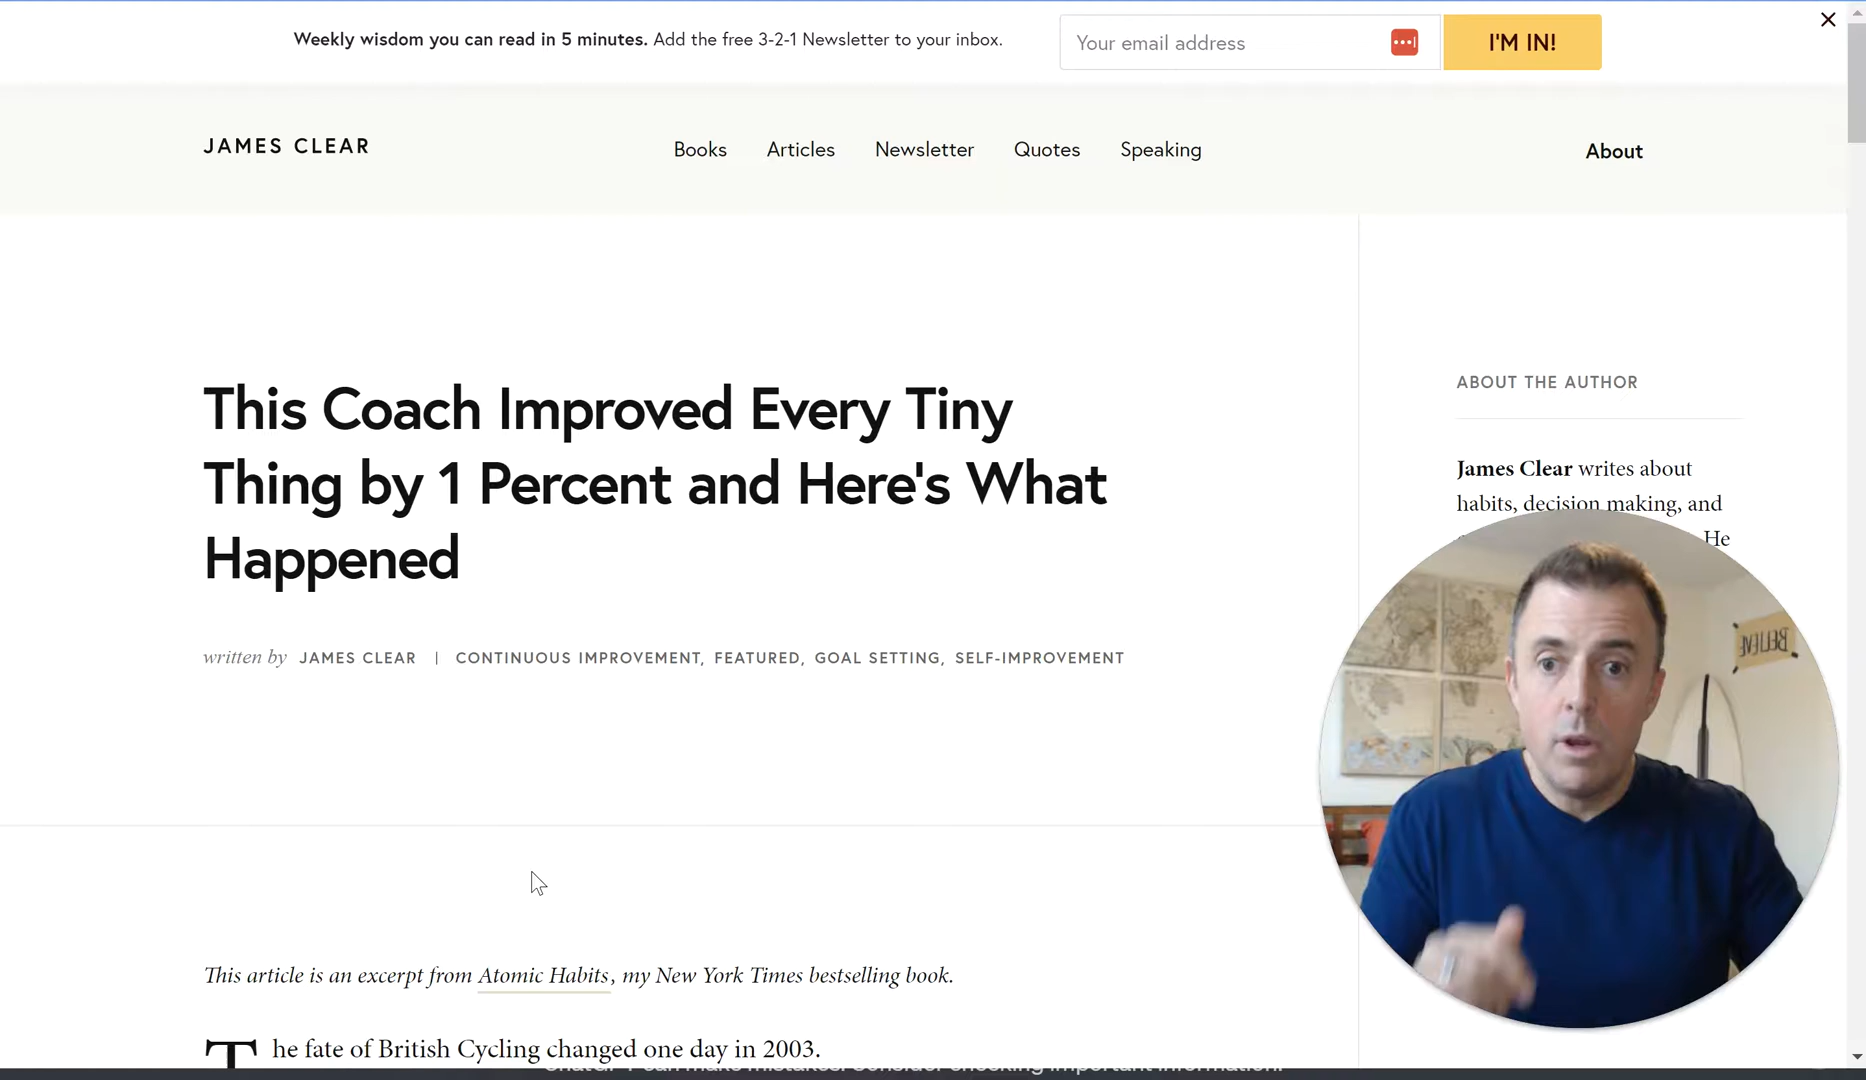 Weekly wisdom you can read in 5 minutes. Add the free 3-2-1 Newsletter to your inbox.
Your email address
I'M IN!
JAMES CLEAR
Books
Articles
Newsletter
Quotes
Speaking
About
This Coach Improved Every Tiny
Thing by 1 Percent and Here's What
Happened
written by JAMES CLEAR | CONTINUOUS IMPROVEMENT, FEATURED, GOAL SETTING, SELF-IMPROVEMENT
ABOUT THE AUTHOR
James Clear writes about
habits, decision making, and
He
BELIEVE
This article is an excerpt from Atomic Habits, my New York Times bestselling book.
The fate of British Cycling changed one day in 2003.